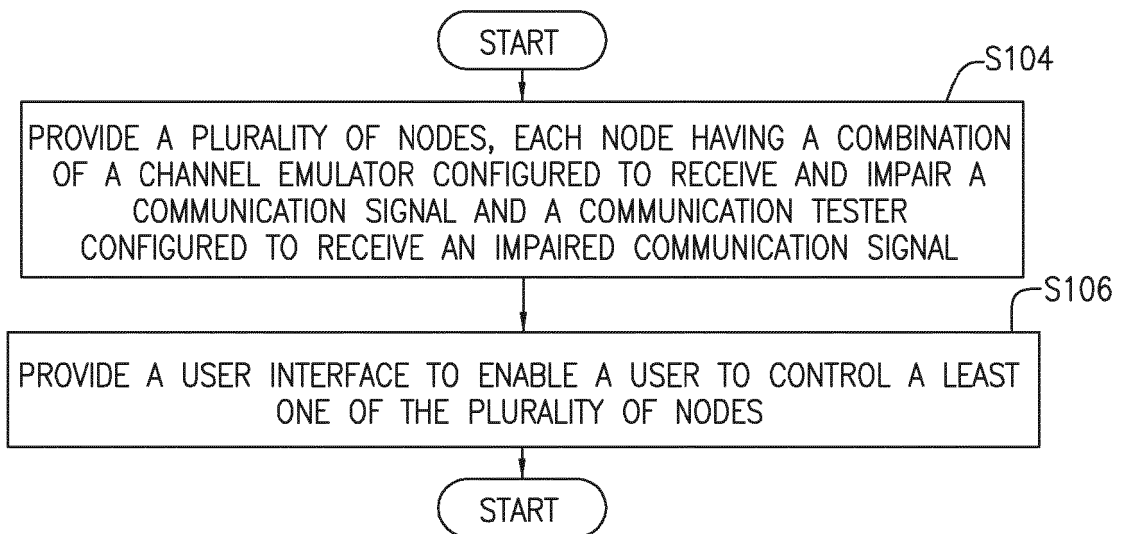 START
S104
PROVIDE A PLURALITY OF NODES, EACH NODE HAVING A COMBINATION
OF A CHANNEL EMULATOR CONFIGURED TO RECEIVE AND IMPAIR A
COMMUNICATION SIGNAL AND A COMMUNICATION TESTER
CONFIGURED TO RECEIVE AN IMPAIRED COMMUNICATION SIGNAL
S106
PROVIDE A USER INTERFACE TO ENABLE A USER TO CONTROL A LEAST
ONE OF THE PLURALITY OF NODES
START